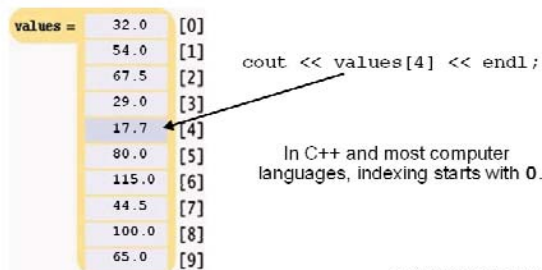 values = 32.0 [0]
54.0 [1]
cout << values[4] << endl;
67.5 [2]
29.0 [3]
17.7 [4]
80.0 [5]
In C++ and most computer
languages, indexing starts with 0.
115.0 [6]
44.5 [7]
100.0 [8]
65.0 [9]